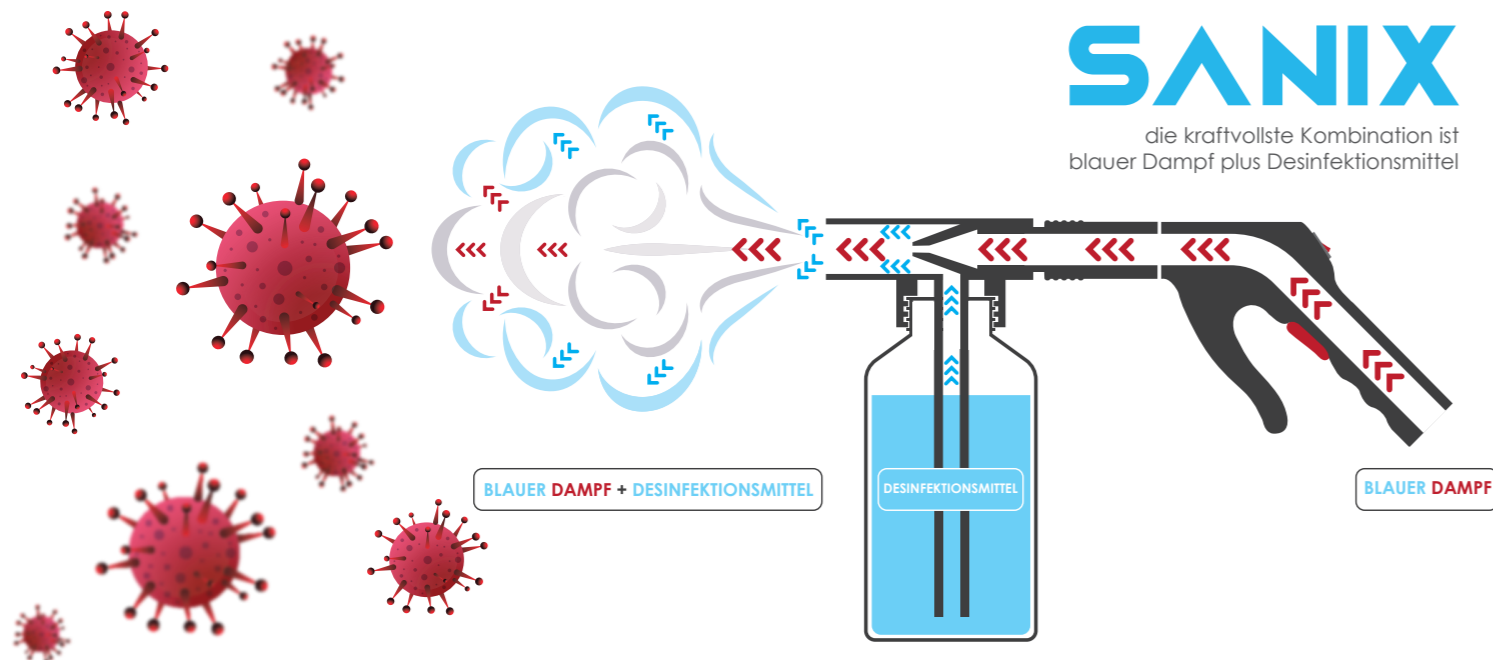 SANIX
die kraftvollste Kombination ist
blauer Dampf plus Desinfektionsmittel
BLAUER DAMPF + DESINFEKTIONSMITTEL
DESINFEKTIONSMITTEL
BLAUER DAMPF